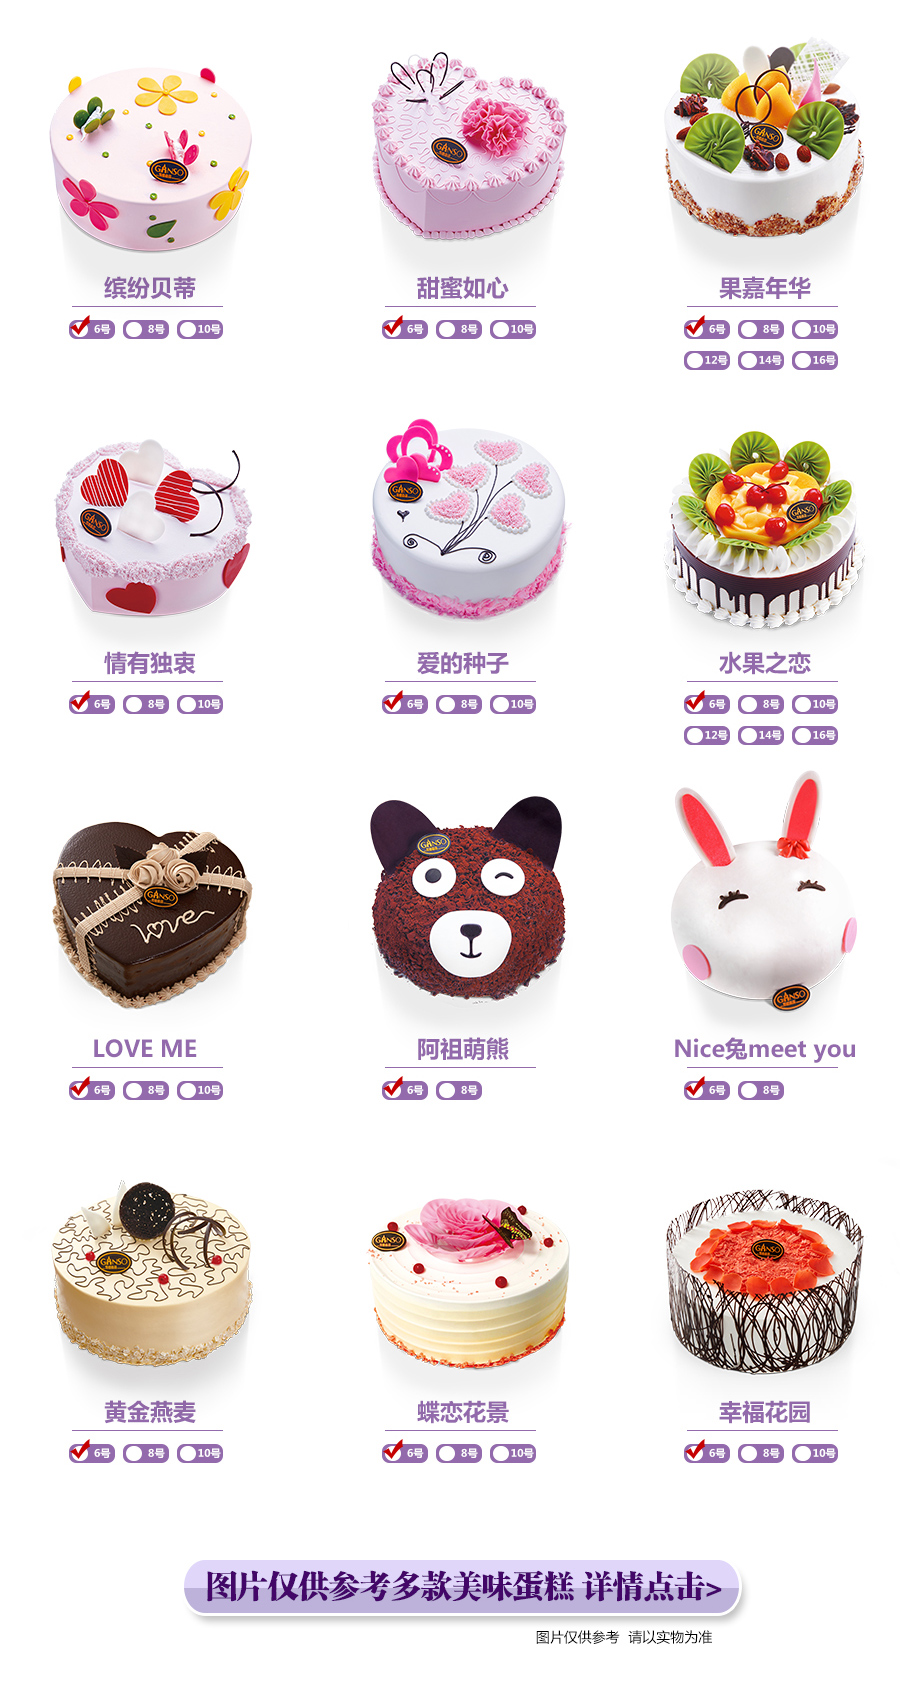 GANSO
GANSO
GANSO
缤纷贝蒂
甜蜜如心
果嘉年华
6号 8号 10号
6号 8号 10号
6号 8号 10号
12号 14号 16号
GANSO
GANSO
GANSO
情有独衷
爱的种子
水果之恋
6号 8号 10号
6号 8号 10号
6号 8号 10号
12号 14号 16号
GANSO
Love
GANSO
GANSO
LOVE ME
阿祖萌熊
Nice兔meet you
6号 8号 10号
6号 8号
6号 8号
GANSO
GANSO
GANSO
黄金燕麦
蝶恋花景
幸福花园
6号 8号 10号
6号 8号 10号
6号 8号 10号
图片仅供参考多款美味蛋糕 详情点击>
图片仅供参考 请以实物为准